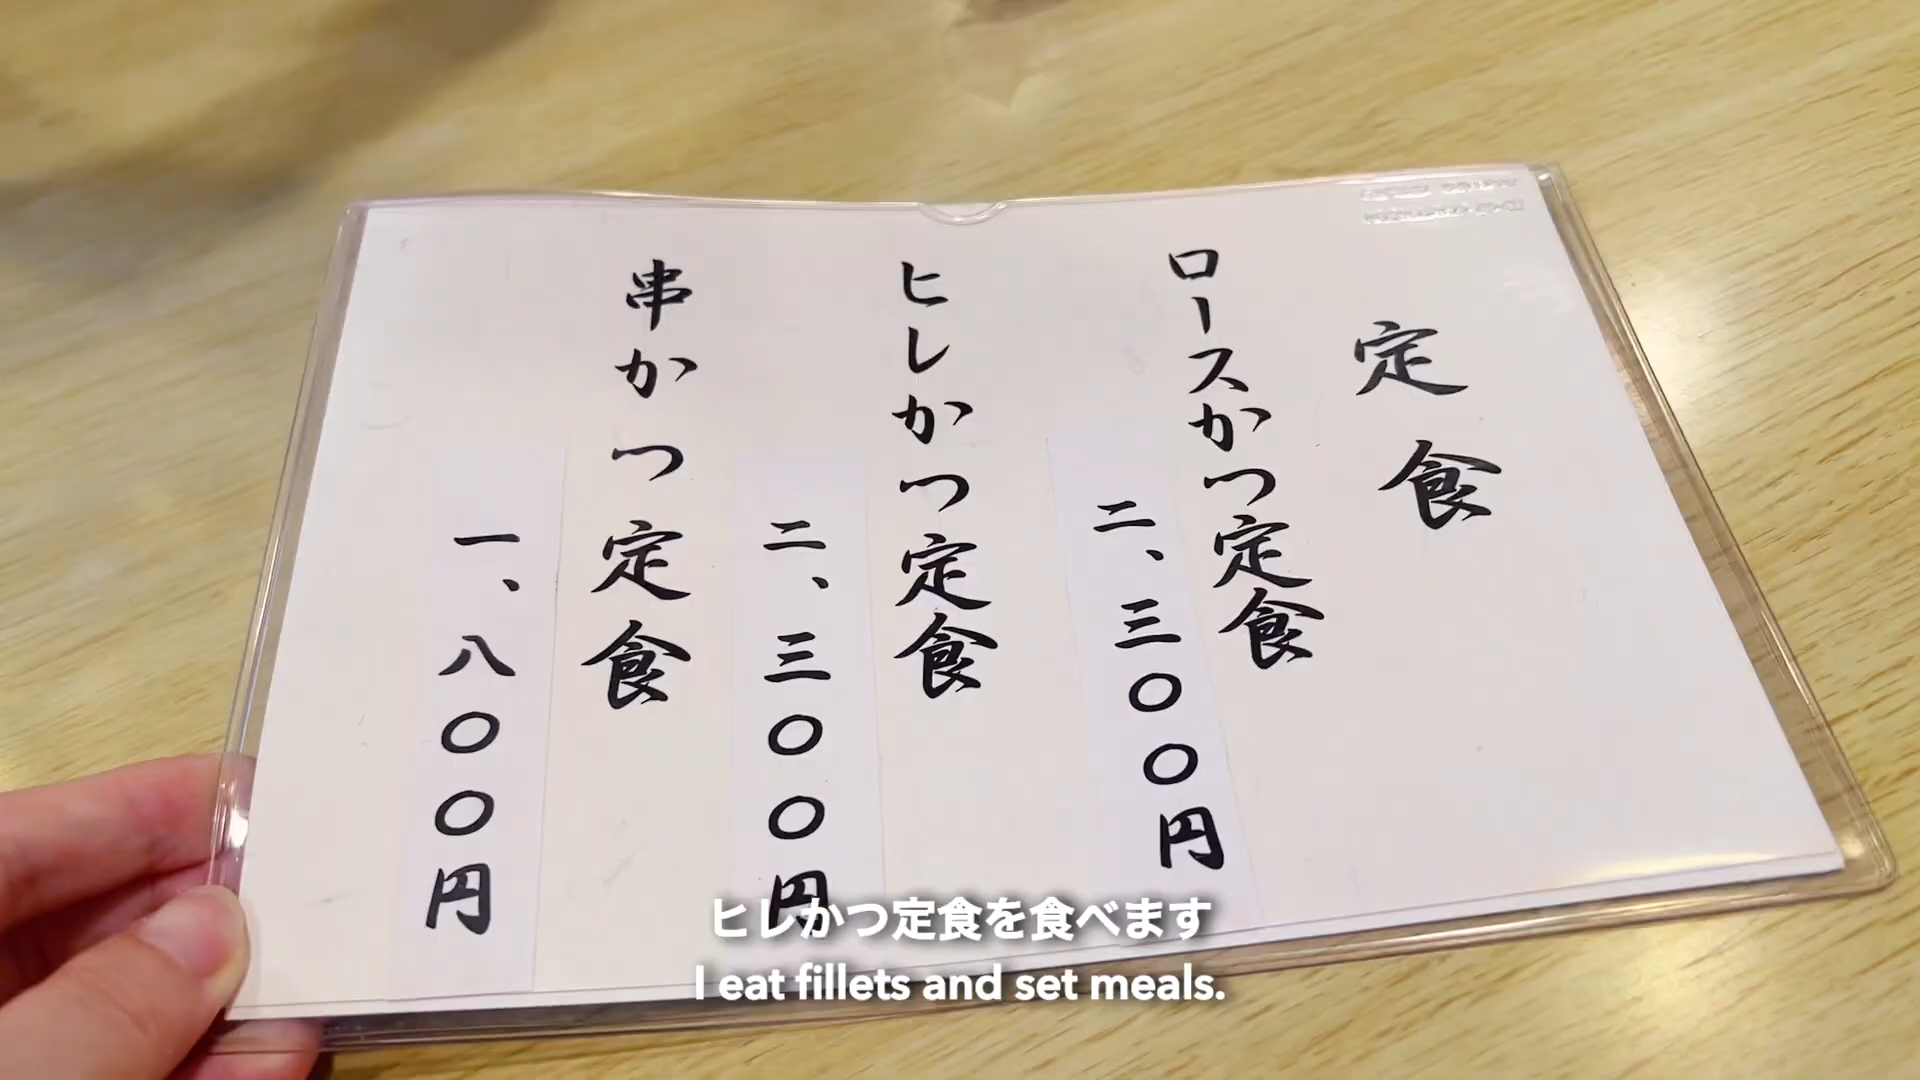 定食
ロースかつ定食
二、三〇〇円
ヒレかつ定食
二、三〇〇円
串かつ定食
一、八〇〇円
ヒレかつ定食を食べます
I eat fillets and set meals.